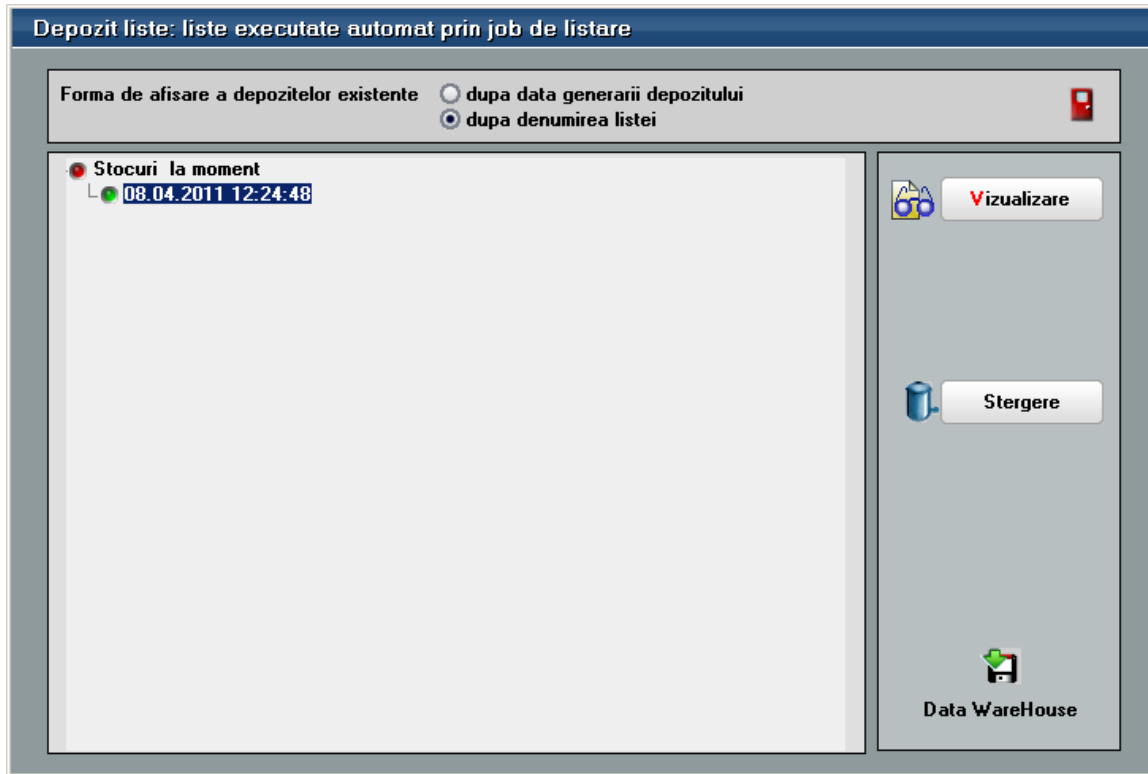 Depozit liste: liste executate automat prin job de listare
Forma de afisare a depozitelor existente
dupa data generarii depozitului
dupa denumirea listei
Stocuri la moment
08.04.2011 12:24:48
Vizualizare
Stergere
Data WareHouse